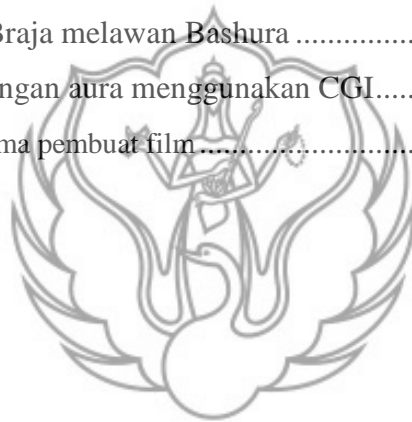 Braja melawan Bashura ................
ngan aura menggunakan CGI.....
ma pembuat film ............................